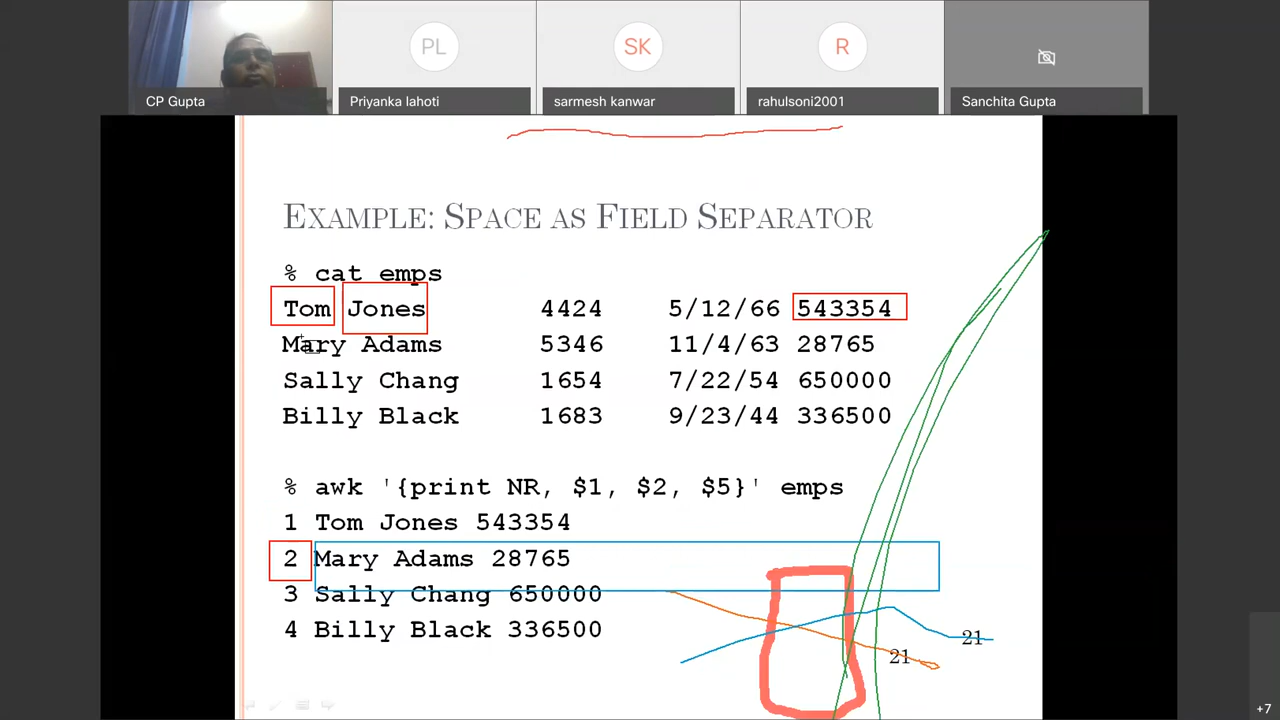 PL SK R
CP Gupta Priyanka lahoti sarmesh kanwar rahulsoni2001 Sanchita Gupta
EXAMPLE: SPACE AS FIELD SEPARATOR
% cat emps
Tom Jones 4424 5/12/66 543354
Mary Adams 5346 11/4/63 28765
Sally Chang 1654 7/22/54 650000
Billy Black 1683 9/23/44 336500
% awk '{print NR, $1, $2, $5}' emps
1 Tom Jones 543354
2 Mary Adams 28765
3 Sally Chang 650000
4 Billy Black 336500
21
21
+7